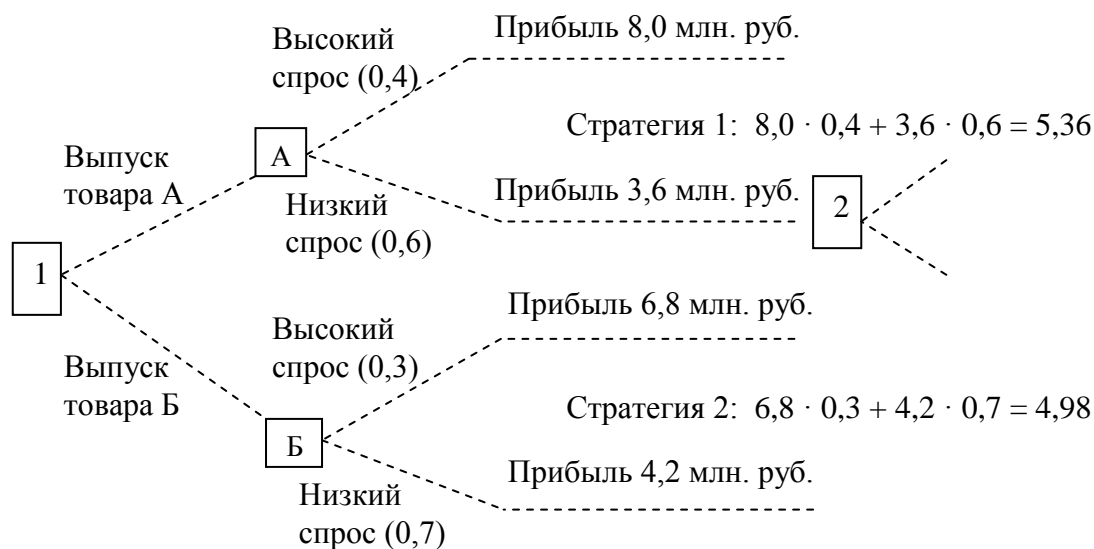 Прибыль 8,0 млн. руб.
Высокий
спрос (0,4)
Стратегия 1: 8,0 · 0,4 + 3,6 · 0,6 = 5,36
А
Выпуск
товара А
Прибыль 3,6 млн. руб.
2
Низкий
спрос (0,6)
1
Прибыль 6,8 млн. руб.
Высокий
спрос (0,3)
Выпуск
товара Б
Стратегия 2: 6,8 · 0,3 + 4,2 · 0,7 = 4,98
Б
Прибыль 4,2 млн. руб.
Низкий
спрос (0,7)